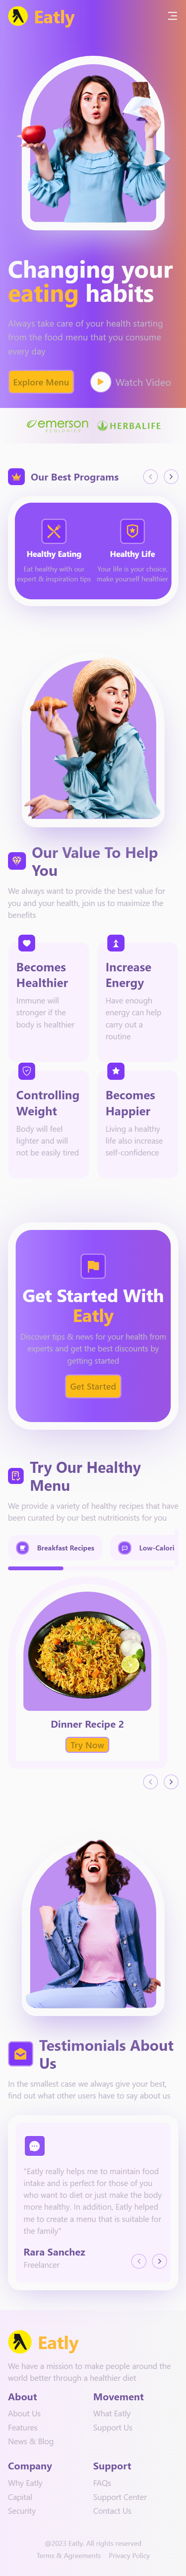 Eatly
Changing your
eating habits
Always take care of your health starting
from the food menu that you consume
every day
Explore Menu
Watch Video
emerson
ECOLOGICS
HERBALIFE
Our Best Programs
Healthy Eating
Eat healthy with our
expert & inspiration tips
Healthy Life
Your life is your choice,
make yourself healthier
Our Value To Help
You
We always want to provide the best value for
you and your health, join us to maximize the
benefits
Becomes
Healthier
Immune will
stronger if the
body is healthier
Increase
Energy
Have enough
energy can help
carry out a
routine
Controlling
Weight
Body will feel
lighter and will
not be easily tired
Becomes
Happier
Living a healthy
life also increase
self-confidence
Get Started With
Eatly
Discover tips & news for your health from
experts and get the best discounts by
getting started
Get Started
Try Our Healthy
Menu
We provide a variety of healthy recipes that have
been curated by our best nutritionists for you
Breakfast Recipes
Low-Calori
Dinner Recipe 2
Try Now
Testimonials About
Us
In the smallest case we always give your best,
find out what other users have to say about us
"Eatly really helps me to maintain food
intake and is perfect for those of you
who want to diet or just make the body
more healthy. In addition, Eatly helped
me to create a menu that is suitable for
the family"
Rara Sanchez
Freelancer
Eatly
We have a mission to make people around the
world better through a healthier diet
About
About Us
Features
News & Blog
Movement
What Eatly
Support Us
Company
Why Eatly
Capital
Security
Support
FAQs
Support Center
Contact Us
@2023 Eatly. All rights reserved
Terms & Agreements
Privacy Policy